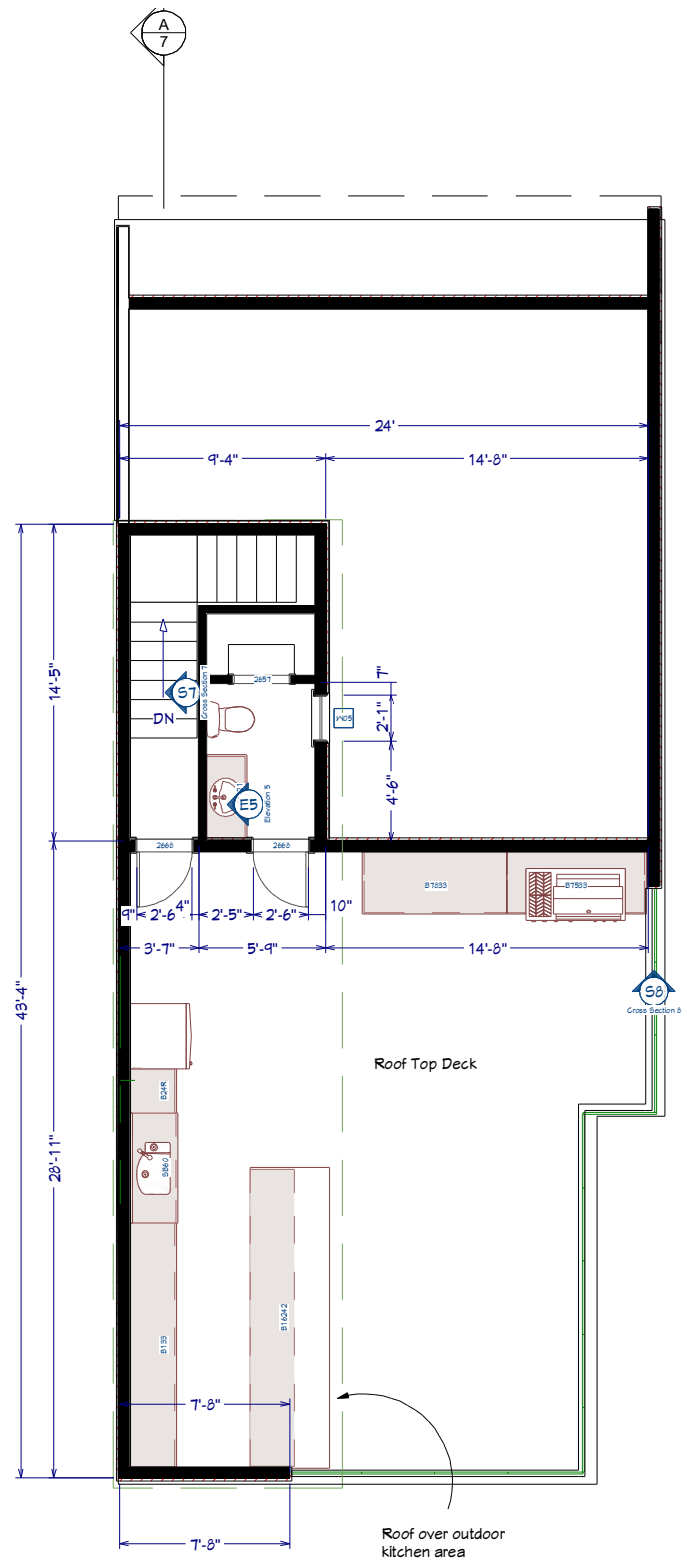 A
7
24'
9'-4"
14'-8"
14'-5"
2657
7"
Cross Section 7
S7
DN
W05
2'-1"
4'-6"
E5
Elevation 5
2668
2668
B7833
B7533
9"
2'-6"
4"
2'-5"
2'-6"
10"
3'-7"
5'-9"
14'-8"
43'-4"
S8
Cross Section 8
Roof Top Deck
B24R
SB60
28'-11"
B16242
B133
7'-8"
7'-8"
Roof over outdoor
kitchen area